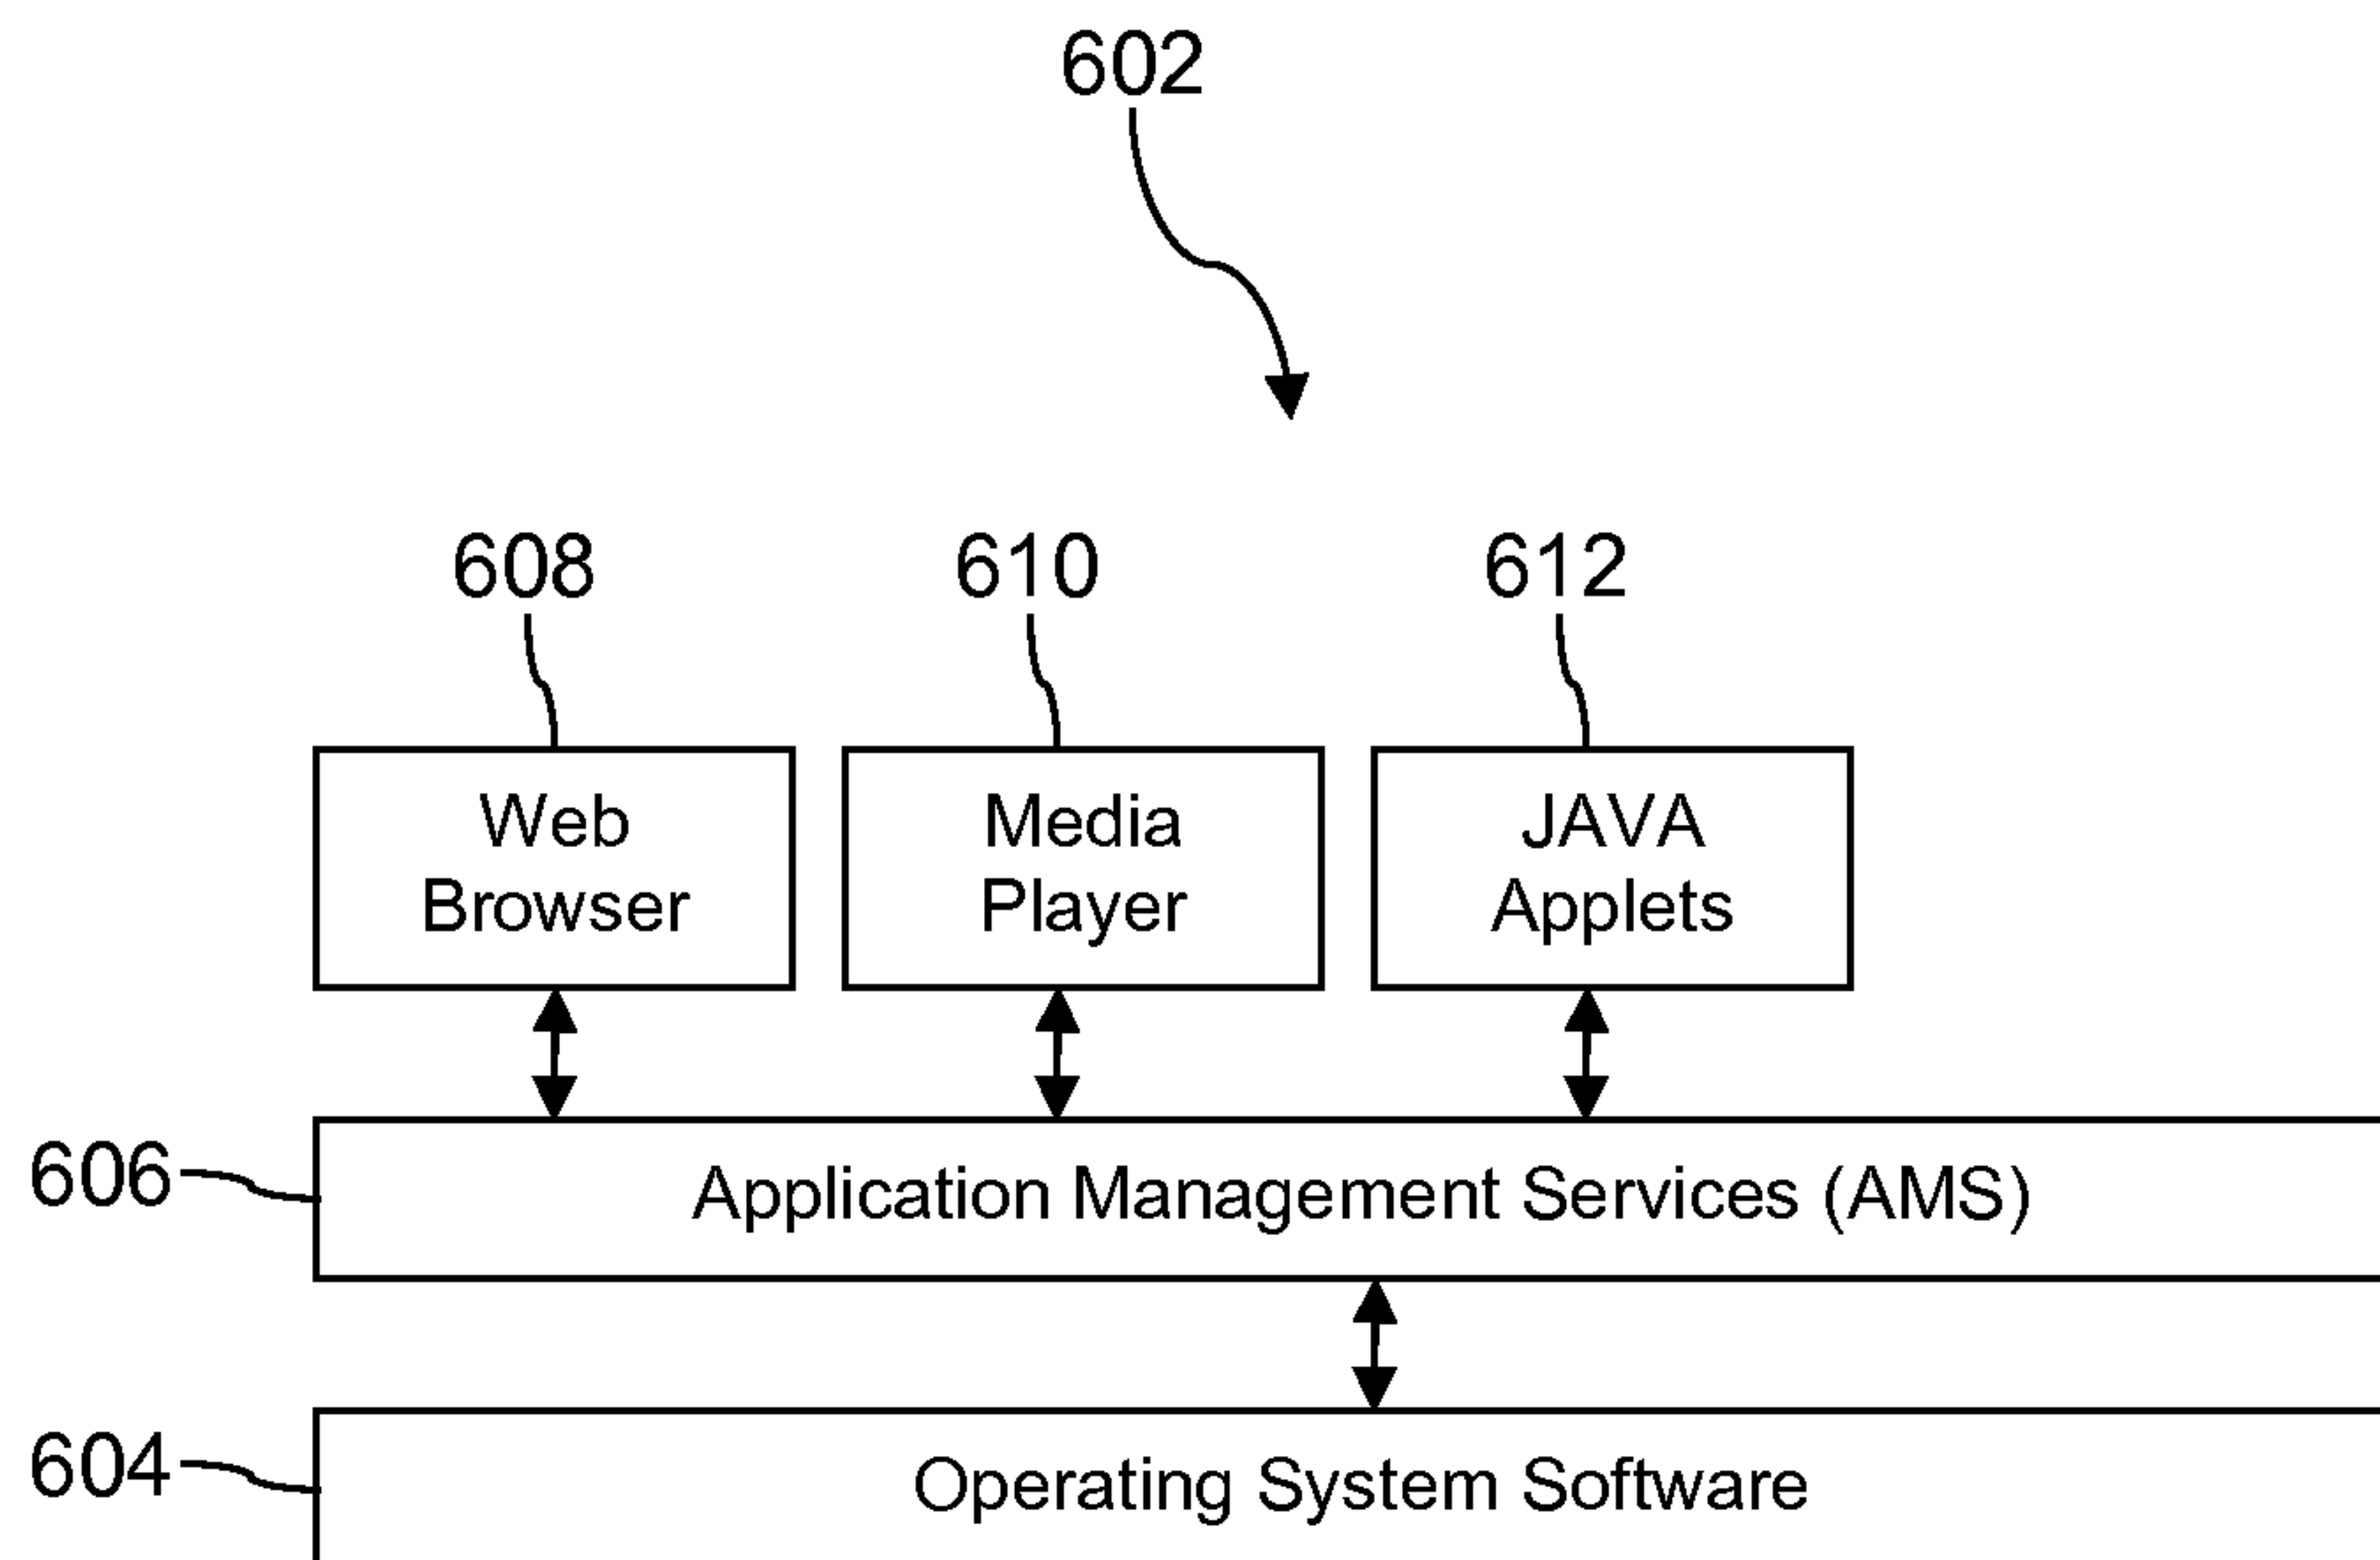 602
608 610 612
Web
Browser
Media
Player
JAVA
Applets
606
Application Management Services (AMS)
604
Operating System Software